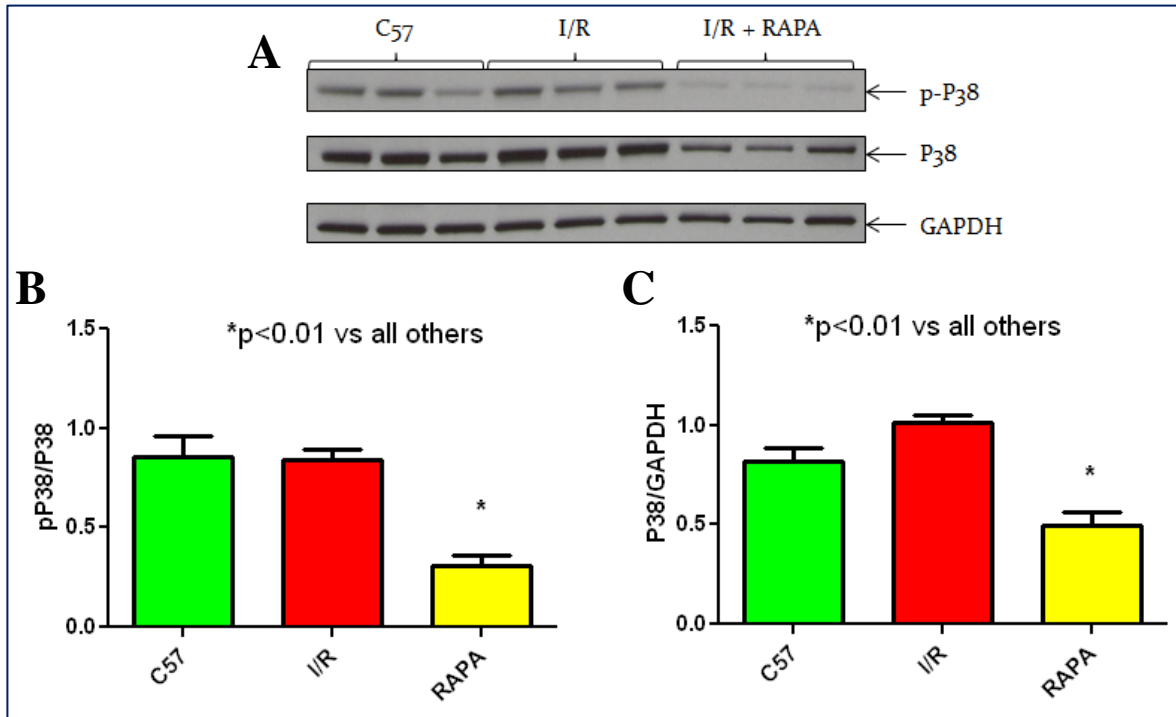 A
C57 I/R I/R + RAPA
p-P38
P38
GAPDH
B
*p<0.01 vs all others
pP38/P38
1.5
1.0
0.5
0.0
*
C57 I/R RAPA
C
*p<0.01 vs all others
P38/GAPDH
1.5
1.0
0.5
0.0
*
C57 I/R RAPA